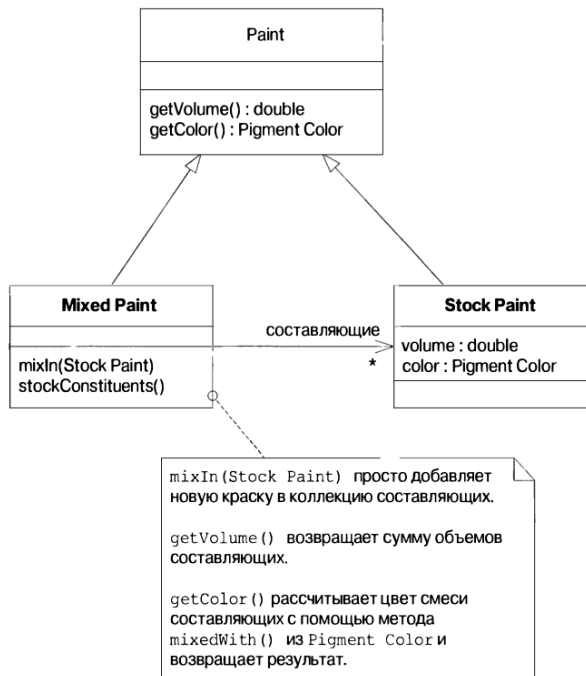 Paint
getVolume() : double
getColor() : Pigment Color
Mixed Paint
mixIn(Stock Paint)
stockConstituents()
составляющие
*
Stock Paint
volume : double
color : Pigment Color
mixIn(Stock Paint) просто добавляет
новую краску в коллекцию составляющих.
getVolume() возвращает сумму объемов
составляющих.
getColor() рассчитывает цвет смеси
составляющих с помощью метода
mixedWith() из Pigment Color и
возвращает результат.